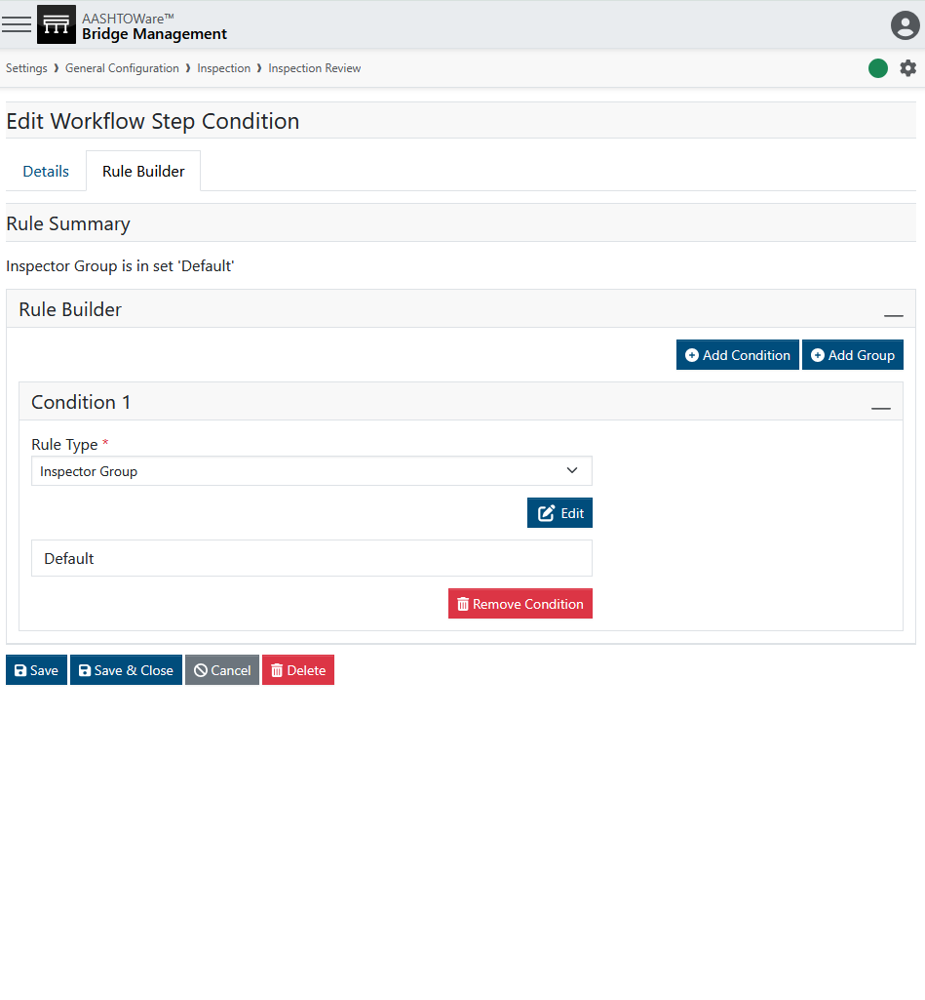 AASHTOWare™
Bridge Management
Settings ❯ General Configuration ❯ Inspection ❯ Inspection Review
Edit Workflow Step Condition
Details Rule Builder
Rule Summary
Inspector Group is in set 'Default'
Rule Builder
Add Condition Add Group
Condition 1
Rule Type *
Inspector Group
Edit
Default
Remove Condition
Save Save & Close Cancel Delete